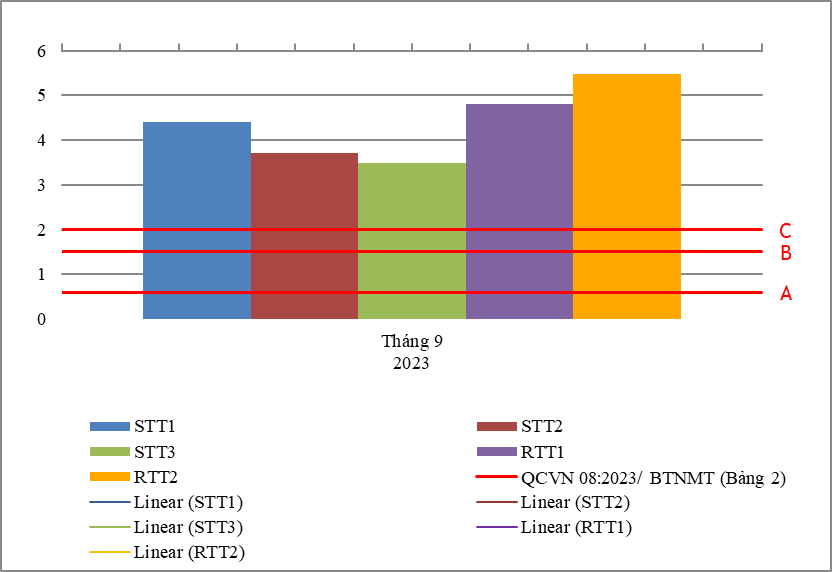 6
5
4
3
2
1
0
C
B
A
Tháng 9
2023
STT1
STT2
STT3
RTT1
RTT2
QCVN 08:2023/ BTNMT (Bảng 2)
Linear (STT1)
Linear (STT2)
Linear (STT3)
Linear (RTT1)
Linear (RTT2)